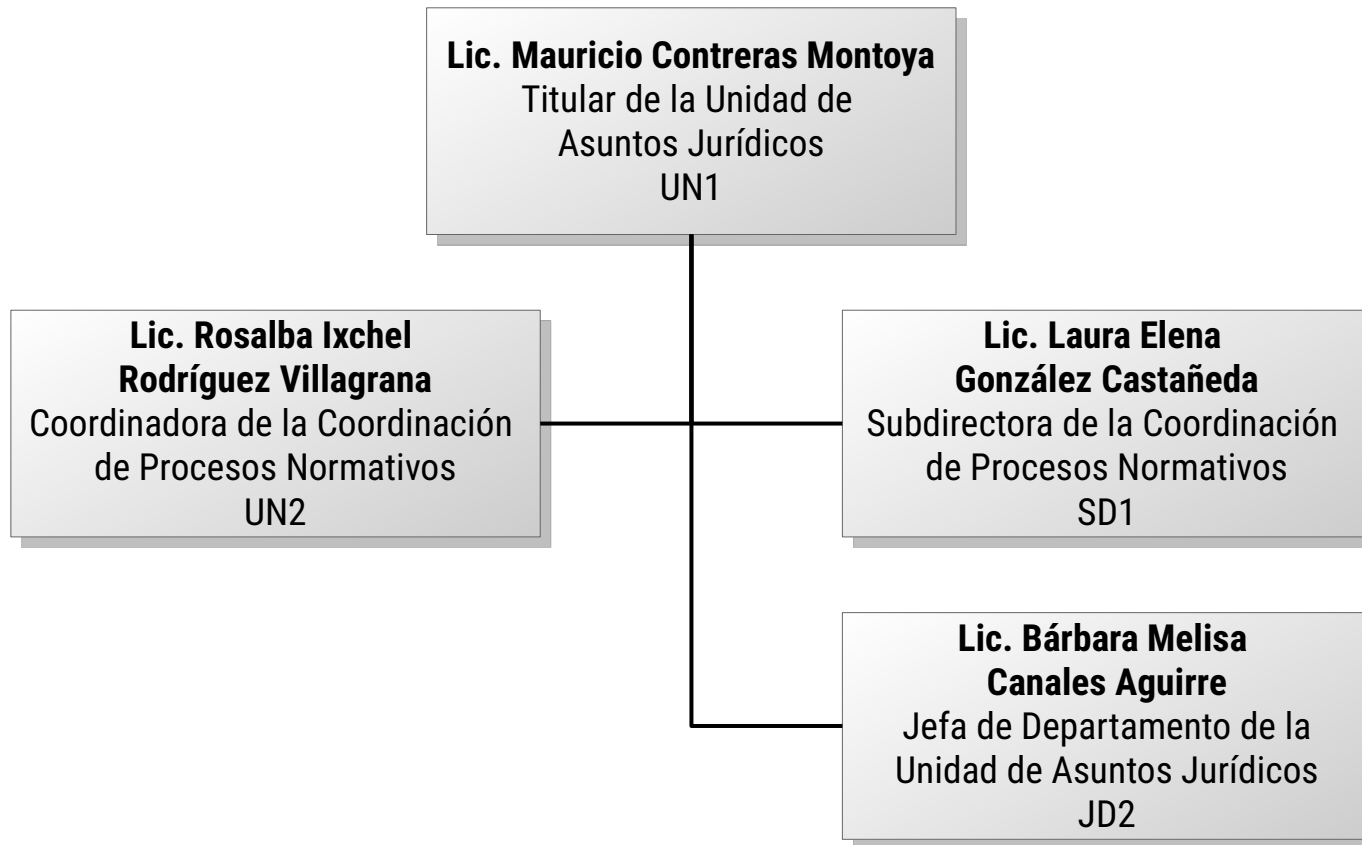 Lic. Mauricio Contreras Montoya
Titular de la Unidad de
Asuntos Jurídicos
UN1
Lic. Rosalba Ixchel
Rodríguez Villagrana
Coordinadora de la Coordinación
de Procesos Normativos
UN2
Lic. Laura Elena
González Castañeda
Subdirectora de la Coordinación
de Procesos Normativos
SD1
Lic. Bárbara Melisa
Canales Aguirre
Jefa de Departamento de la
Unidad de Asuntos Jurídicos
JD2